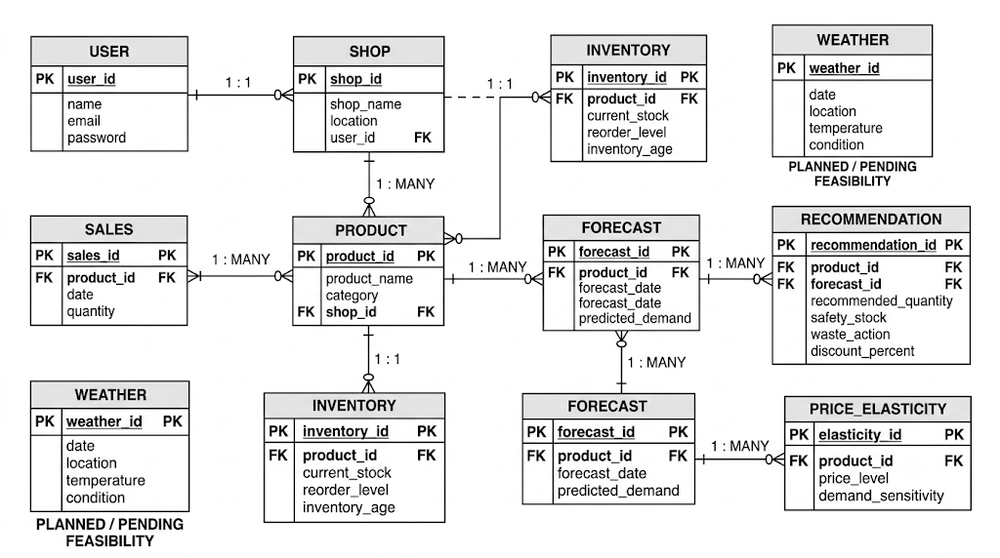 USER
PK user_id
name
email
password
1 : 1
SHOP
PK shop_id
shop_name
location
user_id FK
1 : 1
INVENTORY
PK inventory_id PK
FK product_id FK
current_stock
reorder_level
inventory_age
WEATHER
PK weather_id
date
location
temperature
condition
PLANNED / PENDING
FEASIBILITY
1 : MANY
SALES
PK sales_id PK
FK product_id FK
date
quantity
1 : MANY
PRODUCT
PK product_id PK
product_name
category
FK shop_id FK
1 : MANY
FORECAST
PK forecast_id PK
FK product_id FK
forecast_date
forecast_date
predicted_demand
1 : MANY
RECOMMENDATION
recommendation_id PK
FK product_id FK
FK forecast_id FK
recommended_quantity
safety_stock
waste_action
discount_percent
1 : 1
1 : MANY
WEATHER
PK weather_id PK
date
location
temperature
condition
PLANNED / PENDING
FEASIBILITY
INVENTORY
PK inventory_id PK
FK product_id FK
current_stock
reorder_level
inventory_age
FORECAST
PK forecast_id PK
FK product_id FK
forecast_date
predicted_demand
1 : MANY
PRICE_ELASTICITY
PK elasticity_id PK
FK product_id FK
price_level
demand_sensitivity